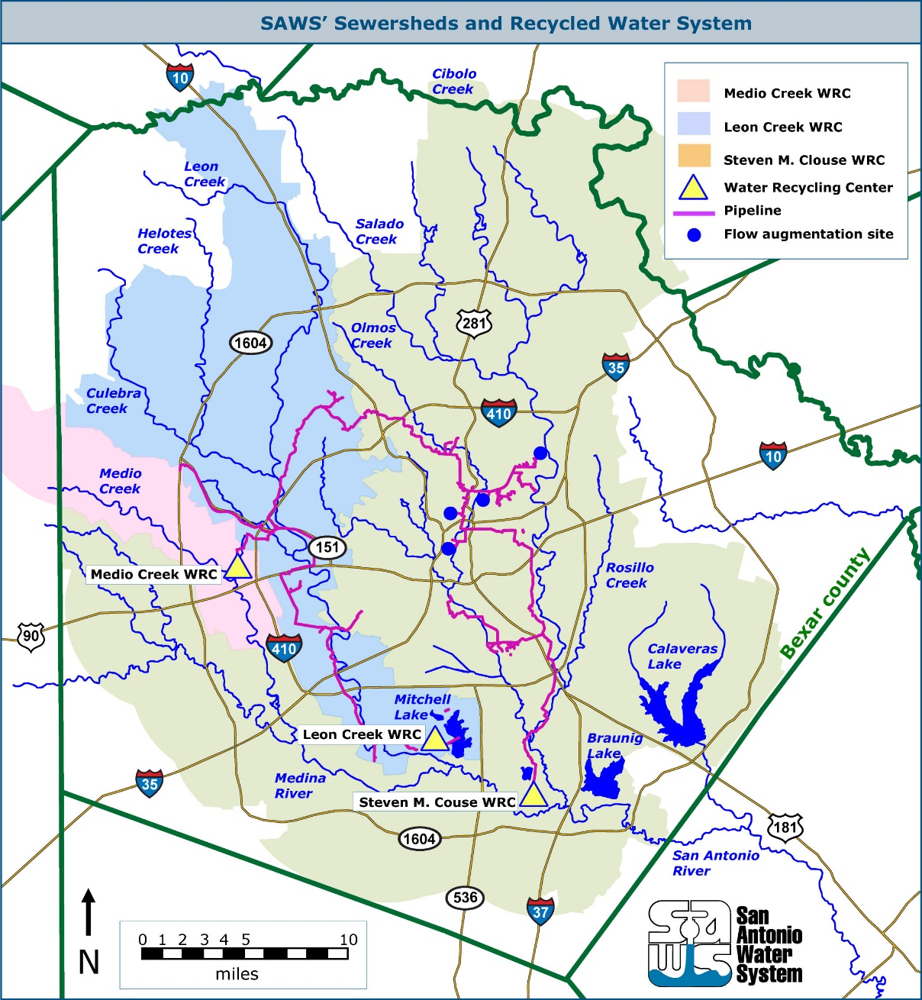 SAWS’ Sewersheds and Recycled Water System
Cibolo
Creek
10
Medio Creek WRC
Leon Creek WRC
Steven M. Clouse WRC
Water Recycling Center
Pipeline
Flow augmentation site
Leon
Creek
Helotes
Creek
Salado
Creek
281
1604
Olmos
Creek
35
Culebra
Creek
410
10
Medio
Creek
151
Medio Creek WRC
Rosillo
Creek
Bexar county
90
410
Calaveras
Lake
Mitchell
Lake
Leon Creek WRC
Braunig
Lake
35
Medina
River
Steven M. Couse WRC
1604
181
San Antonio
River
536
37
N
0 1 2 3 4 5 10
miles
SAWS
San
Antonio
Water
System